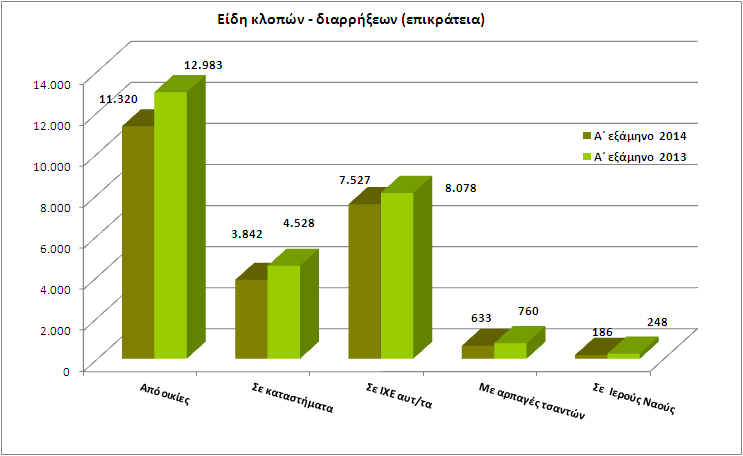 Είδη κλοπών - διαρρήξεων (επικράτεια)
14.000
12.000
10.000
8.000
6.000
4.000
2.000
0
11.320
12.983
3.842
4.528
7.527
8.078
633
760
186
248
Α΄ εξάμηνο 2014
Α΄ εξάμηνο 2013
Από οικίες
Σε καταστήματα
Σε ΙΧΕ αυτ/τα
Με αρπαγές τσαντών
Σε Ιερούς Ναούς